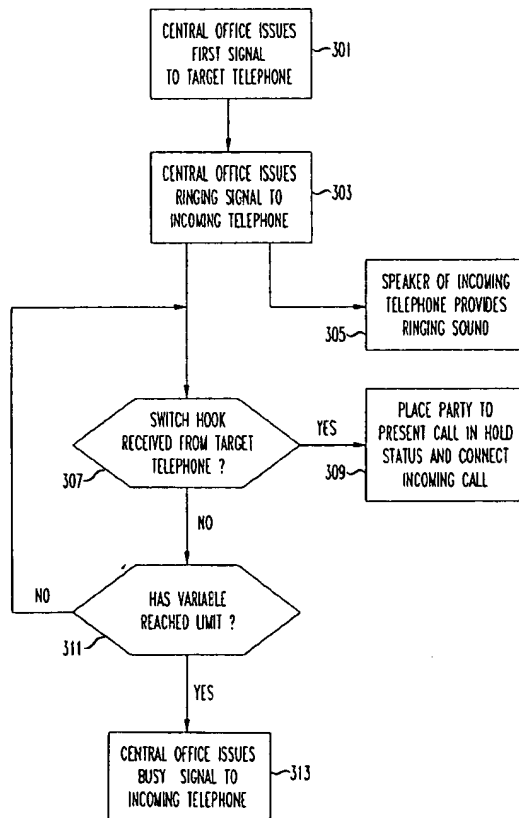 CENTRAL OFFICE ISSUES
FIRST SIGNAL
TO TARGET TELEPHONE
301
CENTRAL OFFICE ISSUES
RINGING SIGNAL TO
INCOMING TELEPHONE
303
SPEAKER OF INCOMING
TELEPHONE PROVIDES
RINGING SOUND
305
SWITCH HOOK
RECEIVED FROM TARGET
TELEPHONE ?
307
YES
PLACE PARTY TO
PRESENT CALL IN HOLD
STATUS AND CONNECT
INCOMING CALL
309
NO
HAS VARIABLE
REACHED LIMIT ?
311
NO
YES
CENTRAL OFFICE ISSUES
BUSY SIGNAL TO
INCOMING TELEPHONE
313